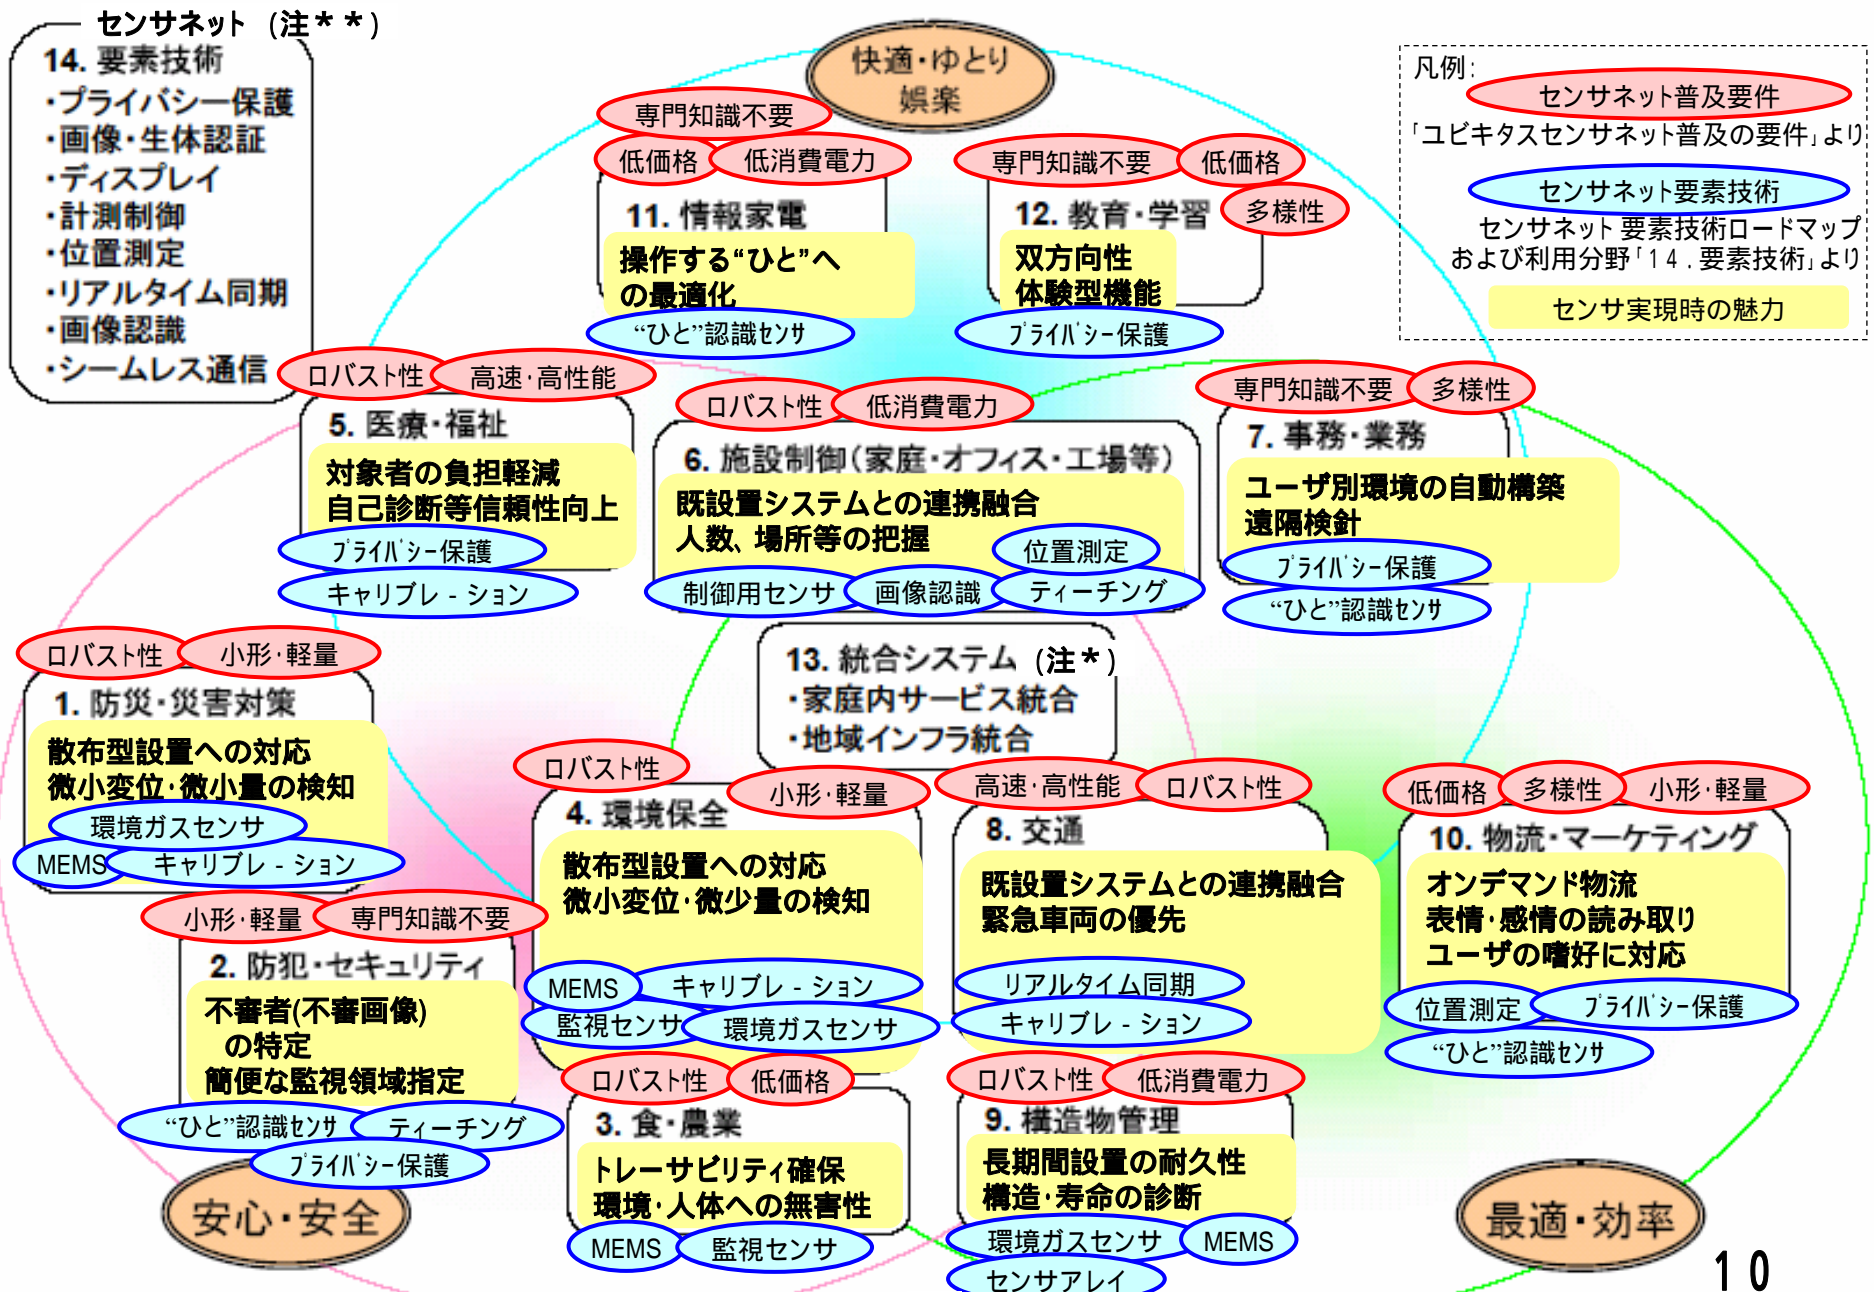 センサネット (注**)
14. 要素技術
・プライバシー保護
・画像・生体認証
・ディスプレイ
・計測制御
・位置測定
・リアルタイム同期
・画像認識
・シームレス通信
快適・ゆとり
娯楽
凡例:
センサネット普及要件
「ユビキタスセンサネット普及の要件」より
センサネット要素技術
センサネット要素技術ロードマップ
および利用分野「14.要素技術」より
センサ実現時の魅力
専門知識不要
低価格
低消費電力
11. 情報家電
操作する“ひと”へ
の最適化
“ひと”認識センサ
専門知識不要
低価格
多様性
12. 教育・学習
双方向性
体験型機能
プライバシー保護
ロバスト性
高速・高性能
5. 医療・福祉
対象者の負担軽減
自己診断等信頼性向上
プライバシー保護
キャリブレ-ション
ロバスト性
低消費電力
6. 施設制御(家庭・オフィス・工場等)
既設置システムとの連携融合
人数、場所等の把握
位置測定
制御用センサ
画像認識
ティーチング
専門知識不要
多様性
7. 事務・業務
ユーザ別環境の自動構築
遠隔検針
プライバシー保護
“ひと”認識センサ
13. 統合システム (注*)
・家庭内サービス統合
・地域インフラ統合
ロバスト性
小形・軽量
1. 防災・災害対策
散布型設置への対応
微小変位・微小量の検知
環境ガスセンサ
MEMS
キャリブレ-ション
小形・軽量
専門知識不要
2. 防犯・セキュリティ
不審者(不審画像)
の特定
簡便な監視領域指定
“ひと”認識センサ
ティーチング
プライバシー保護
ロバスト性
小形・軽量
4. 環境保全
散布型設置への対応
微小変位・微少量の検知
MEMS
キャリブレ-ション
監視センサ
環境ガスセンサ
高速・高性能
ロバスト性
8. 交通
既設置システムとの連携融合
緊急車両の優先
リアルタイム同期
キャリブレ-ション
低価格
多様性
小形・軽量
10. 物流・マーケティング
オンデマンド物流
表情・感情の読み取り
ユーザの嗜好に対応
位置測定
プライバシー保護
“ひと”認識センサ
ロバスト性
低価格
3. 食・農業
トレーサビリティ確保
環境・人体への無害性
MEMS
監視センサ
ロバスト性
低消費電力
9. 構造物管理
長期間設置の耐久性
構造・寿命の診断
環境ガスセンサ
MEMS
センサアレイ
安心・安全
最適・効率
10